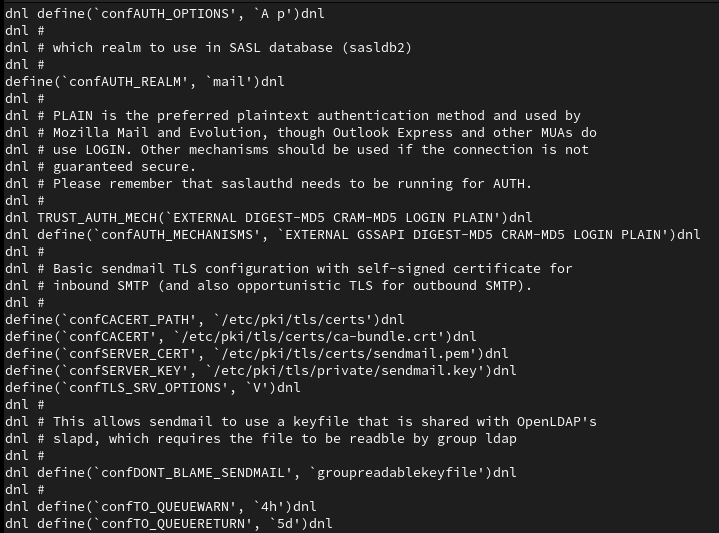 dnl define(`confAUTH_OPTIONS', `A p')dnl
dnl #
dnl # which realm to use in SASL database (sasldb2)
dnl #
define(`confAUTH_REALM', `mail')dnl
dnl #
dnl # PLAIN is the preferred plaintext authentication method and used by
dnl # Mozilla Mail and Evolution, though Outlook Express and other MUAs do
dnl # use LOGIN. Other mechanisms should be used if the connection is not
dnl # guaranteed secure.
dnl # Please remember that saslauthd needs to be running for AUTH.
dnl #
dnl TRUST_AUTH_MECH(`EXTERNAL DIGEST-MD5 CRAM-MD5 LOGIN PLAIN')dnl
dnl define(`confAUTH_MECHANISMS', `EXTERNAL GSSAPI DIGEST-MD5 CRAM-MD5 LOGIN PLAIN')dnl
dnl #
dnl # Basic sendmail TLS configuration with self-signed certificate for
dnl # inbound SMTP (and also opportunistic TLS for outbound SMTP).
dnl #
define(`confCACERT_PATH', `/etc/pki/tls/certs')dnl
define(`confCACERT', `/etc/pki/tls/certs/ca-bundle.crt')dnl
define(`confSERVER_CERT', `/etc/pki/tls/certs/sendmail.pem')dnl
define(`confSERVER_KEY', `/etc/pki/tls/private/sendmail.key')dnl
define(`confTLS_SRV_OPTIONS', `V')dnl
dnl #
dnl # This allows sendmail to use a keyfile that is shared with OpenLDAP's
dnl # slapd, which requires the file to be readble by group ldap
dnl #
dnl define(`confDONT_BLAME_SENDMAIL', `groupreadablekeyfile')dnl
dnl #
dnl define(`confTO_QUEUEWARN', `4h')dnl
dnl define(`confTO_QUEUERETURN', `5d')dnl